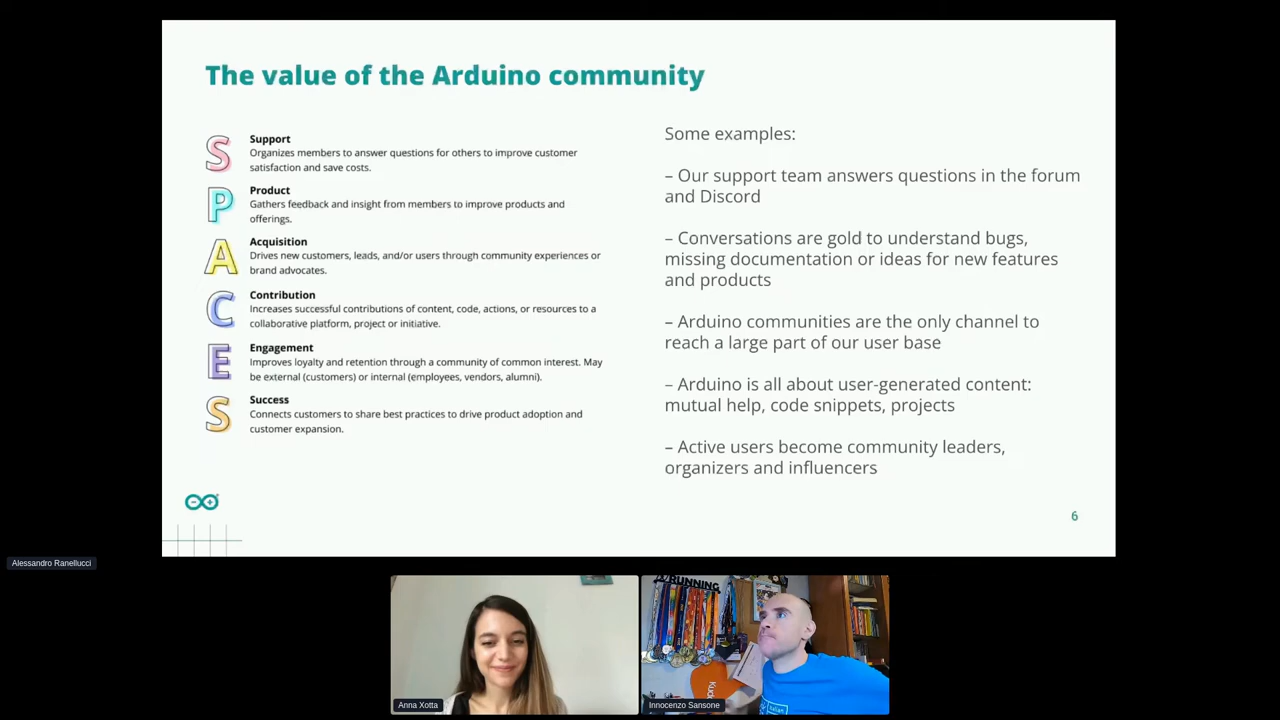 The value of the Arduino community
S
Support
Organizes members to answer questions for others to improve customer
satisfaction and save costs.
P
Product
Gathers feedback and insight from members to improve products and
offerings.
A
Acquisition
Drives new customers, leads, and/or users through community experiences or
brand advocates.
C
Contribution
Increases successful contributions of content, code, actions, or resources to a
collaborative platform, project or initiative.
E
Engagement
Improves loyalty and retention through a community of common interest. May
be external (customers) or internal (employees, vendors, alumni).
S
Success
Connects customers to share best practices to drive product adoption and
customer expansion.
Some examples:
– Our support team answers questions in the forum
and Discord
– Conversations are gold to understand bugs,
missing documentation or ideas for new features
and products
– Arduino communities are the only channel to
reach a large part of our user base
– Arduino is all about user-generated content:
mutual help, code snippets, projects
– Active users become community leaders,
organizers and influencers
6
Alessandro Ranellucci
RUNNING
Anna Xotta
Innocenzo Sansone